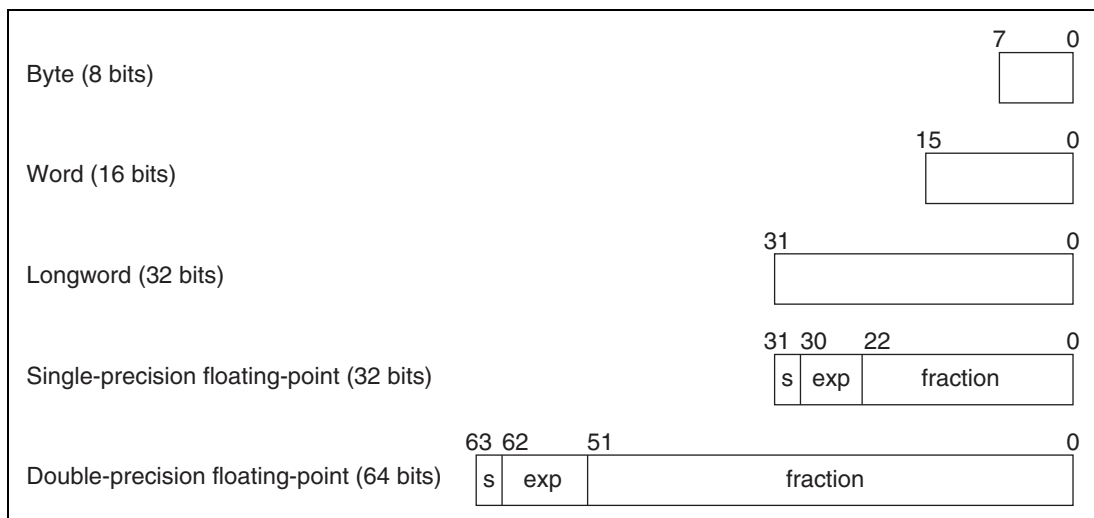 7 0
Byte (8 bits)
15 0
Word (16 bits)
31 0
Longword (32 bits)
31 30 22 0
Single-precision floating-point (32 bits) s exp fraction
63 62 51 0
Double-precision floating-point (64 bits) s exp fraction